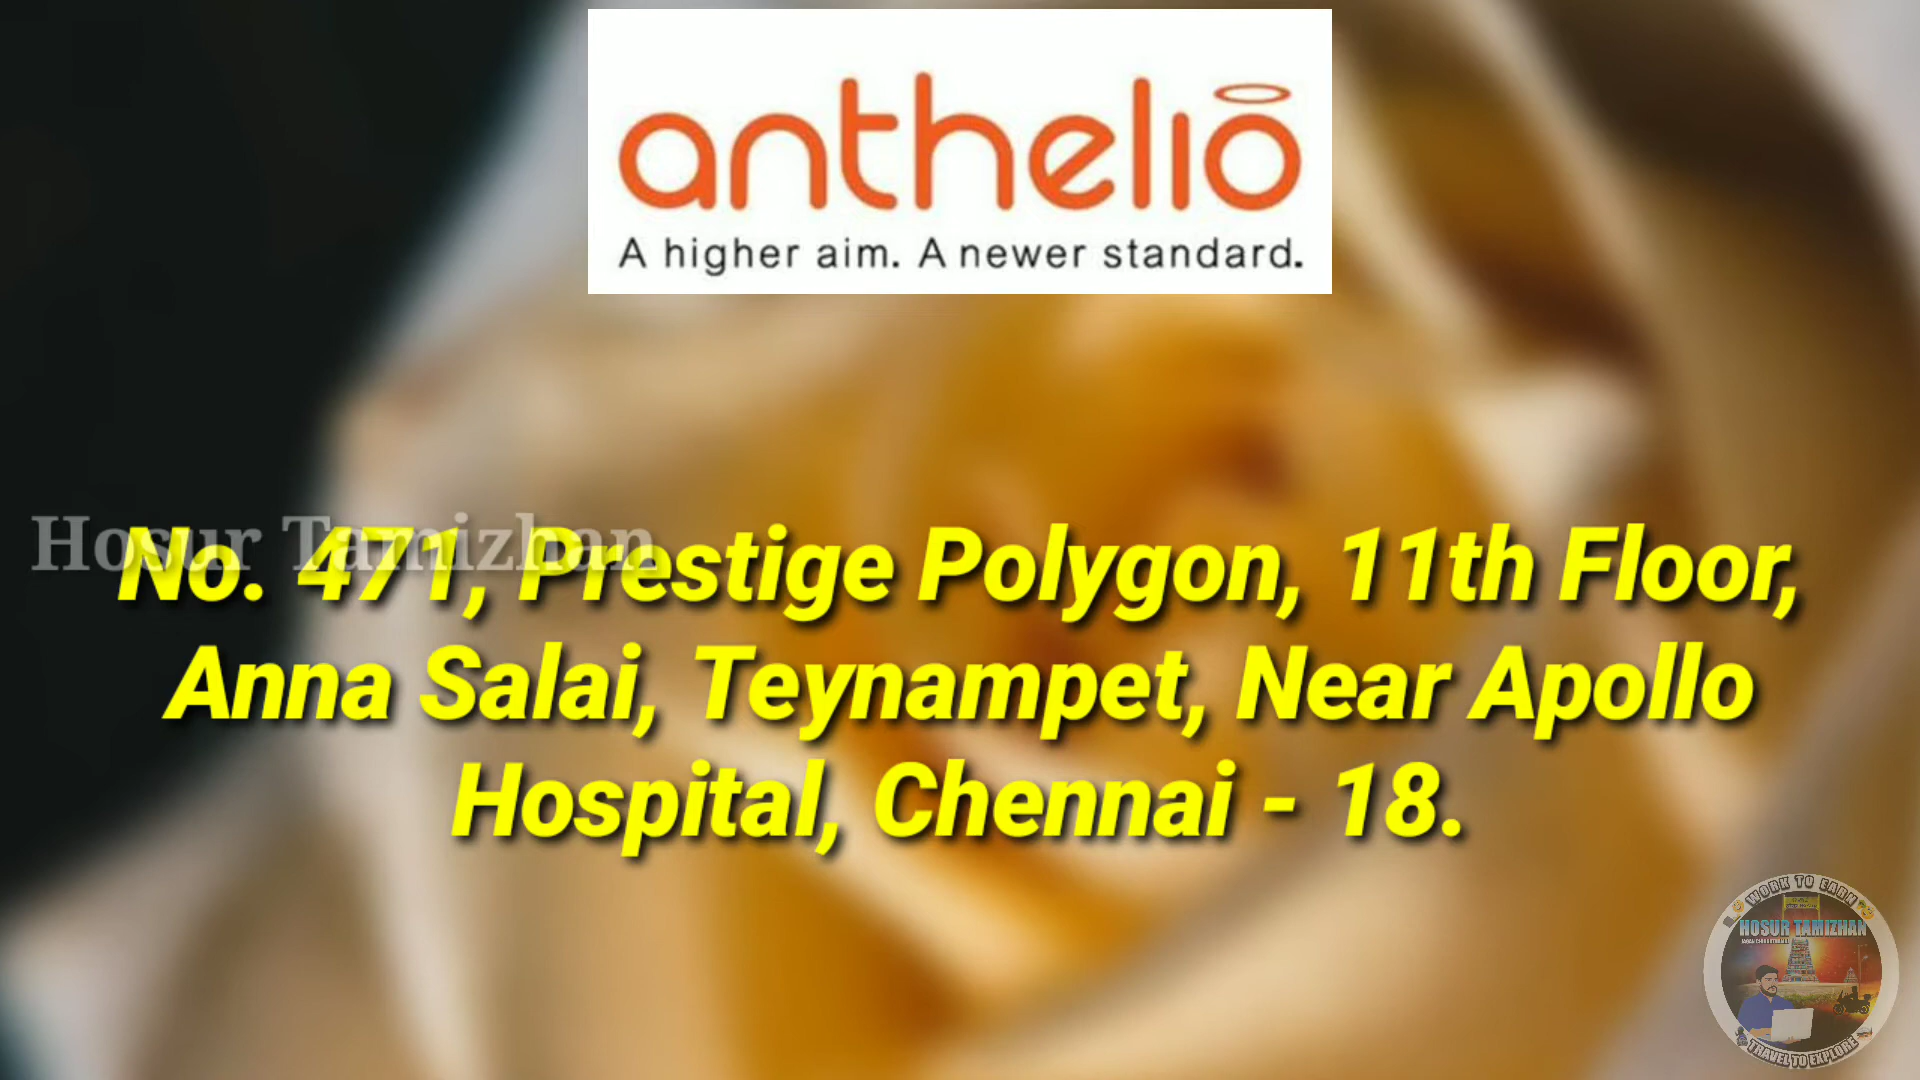 anthelio
A higher aim. A newer standard.
Hosur Tamizhan
No. 471, Prestige Polygon, 11th Floor,
Anna Salai, Teynampet, Near Apollo
Hospital, Chennai - 18.
WORK TO EARN
HOSUR TAMIZHAN
TRAVEL TO EXPLORE